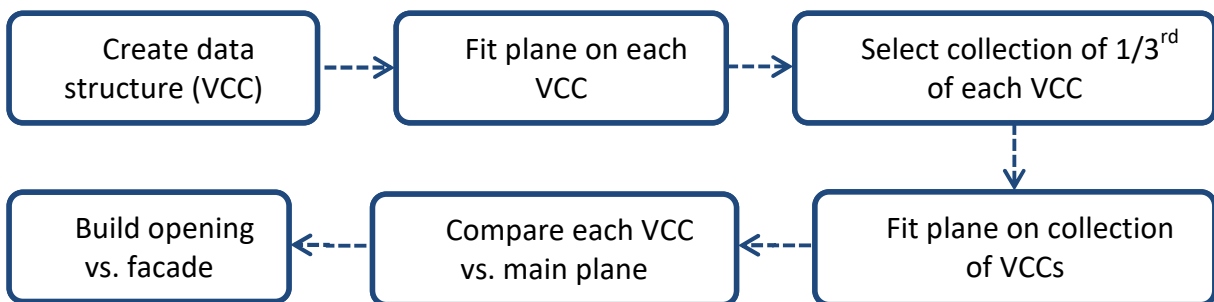 Create data
structure (VCC)
Fit plane on each
VCC
Select collection of 1/3rd
of each VCC
Fit plane on collection
of VCCs
Compare each VCC
vs. main plane
Build opening
vs. facade